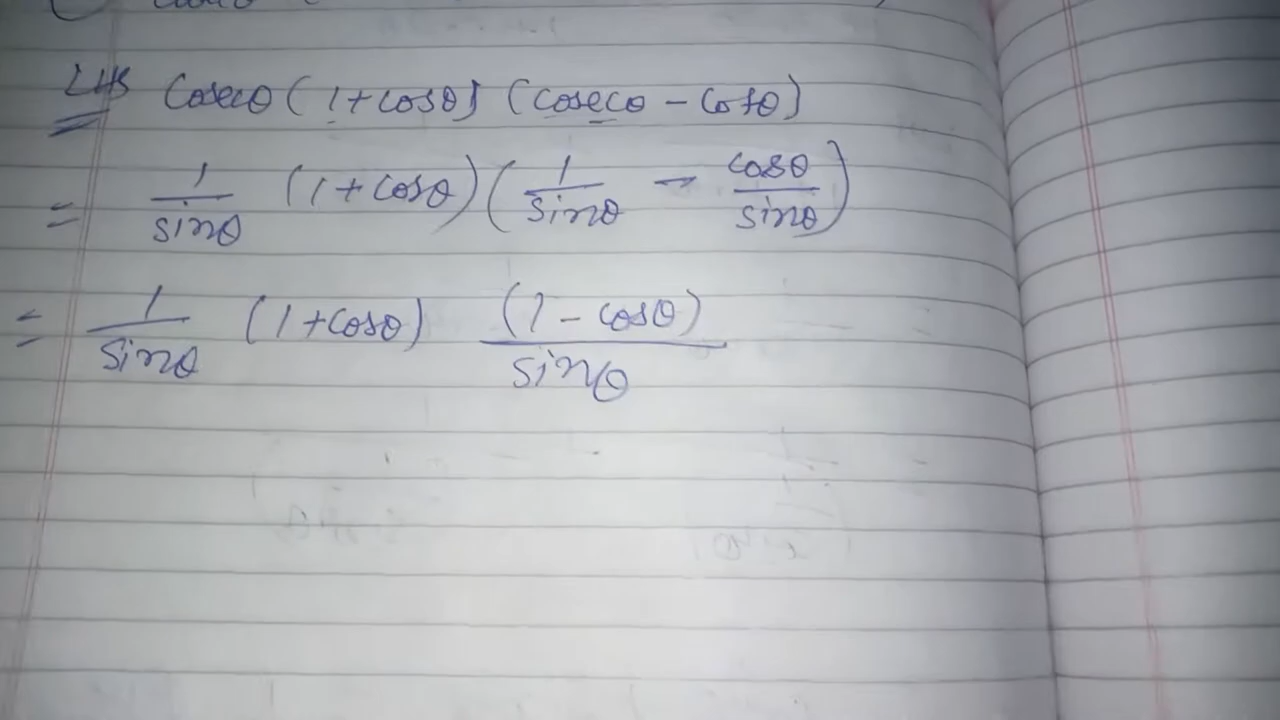 LHS Cosecθ (1+cosθ) (cosecθ - cotθ)
= 1/sinθ (1+cosθ) (1/sinθ - cosθ/sinθ)
= 1/sinθ (1+cosθ) (1-cosθ)/sinθ